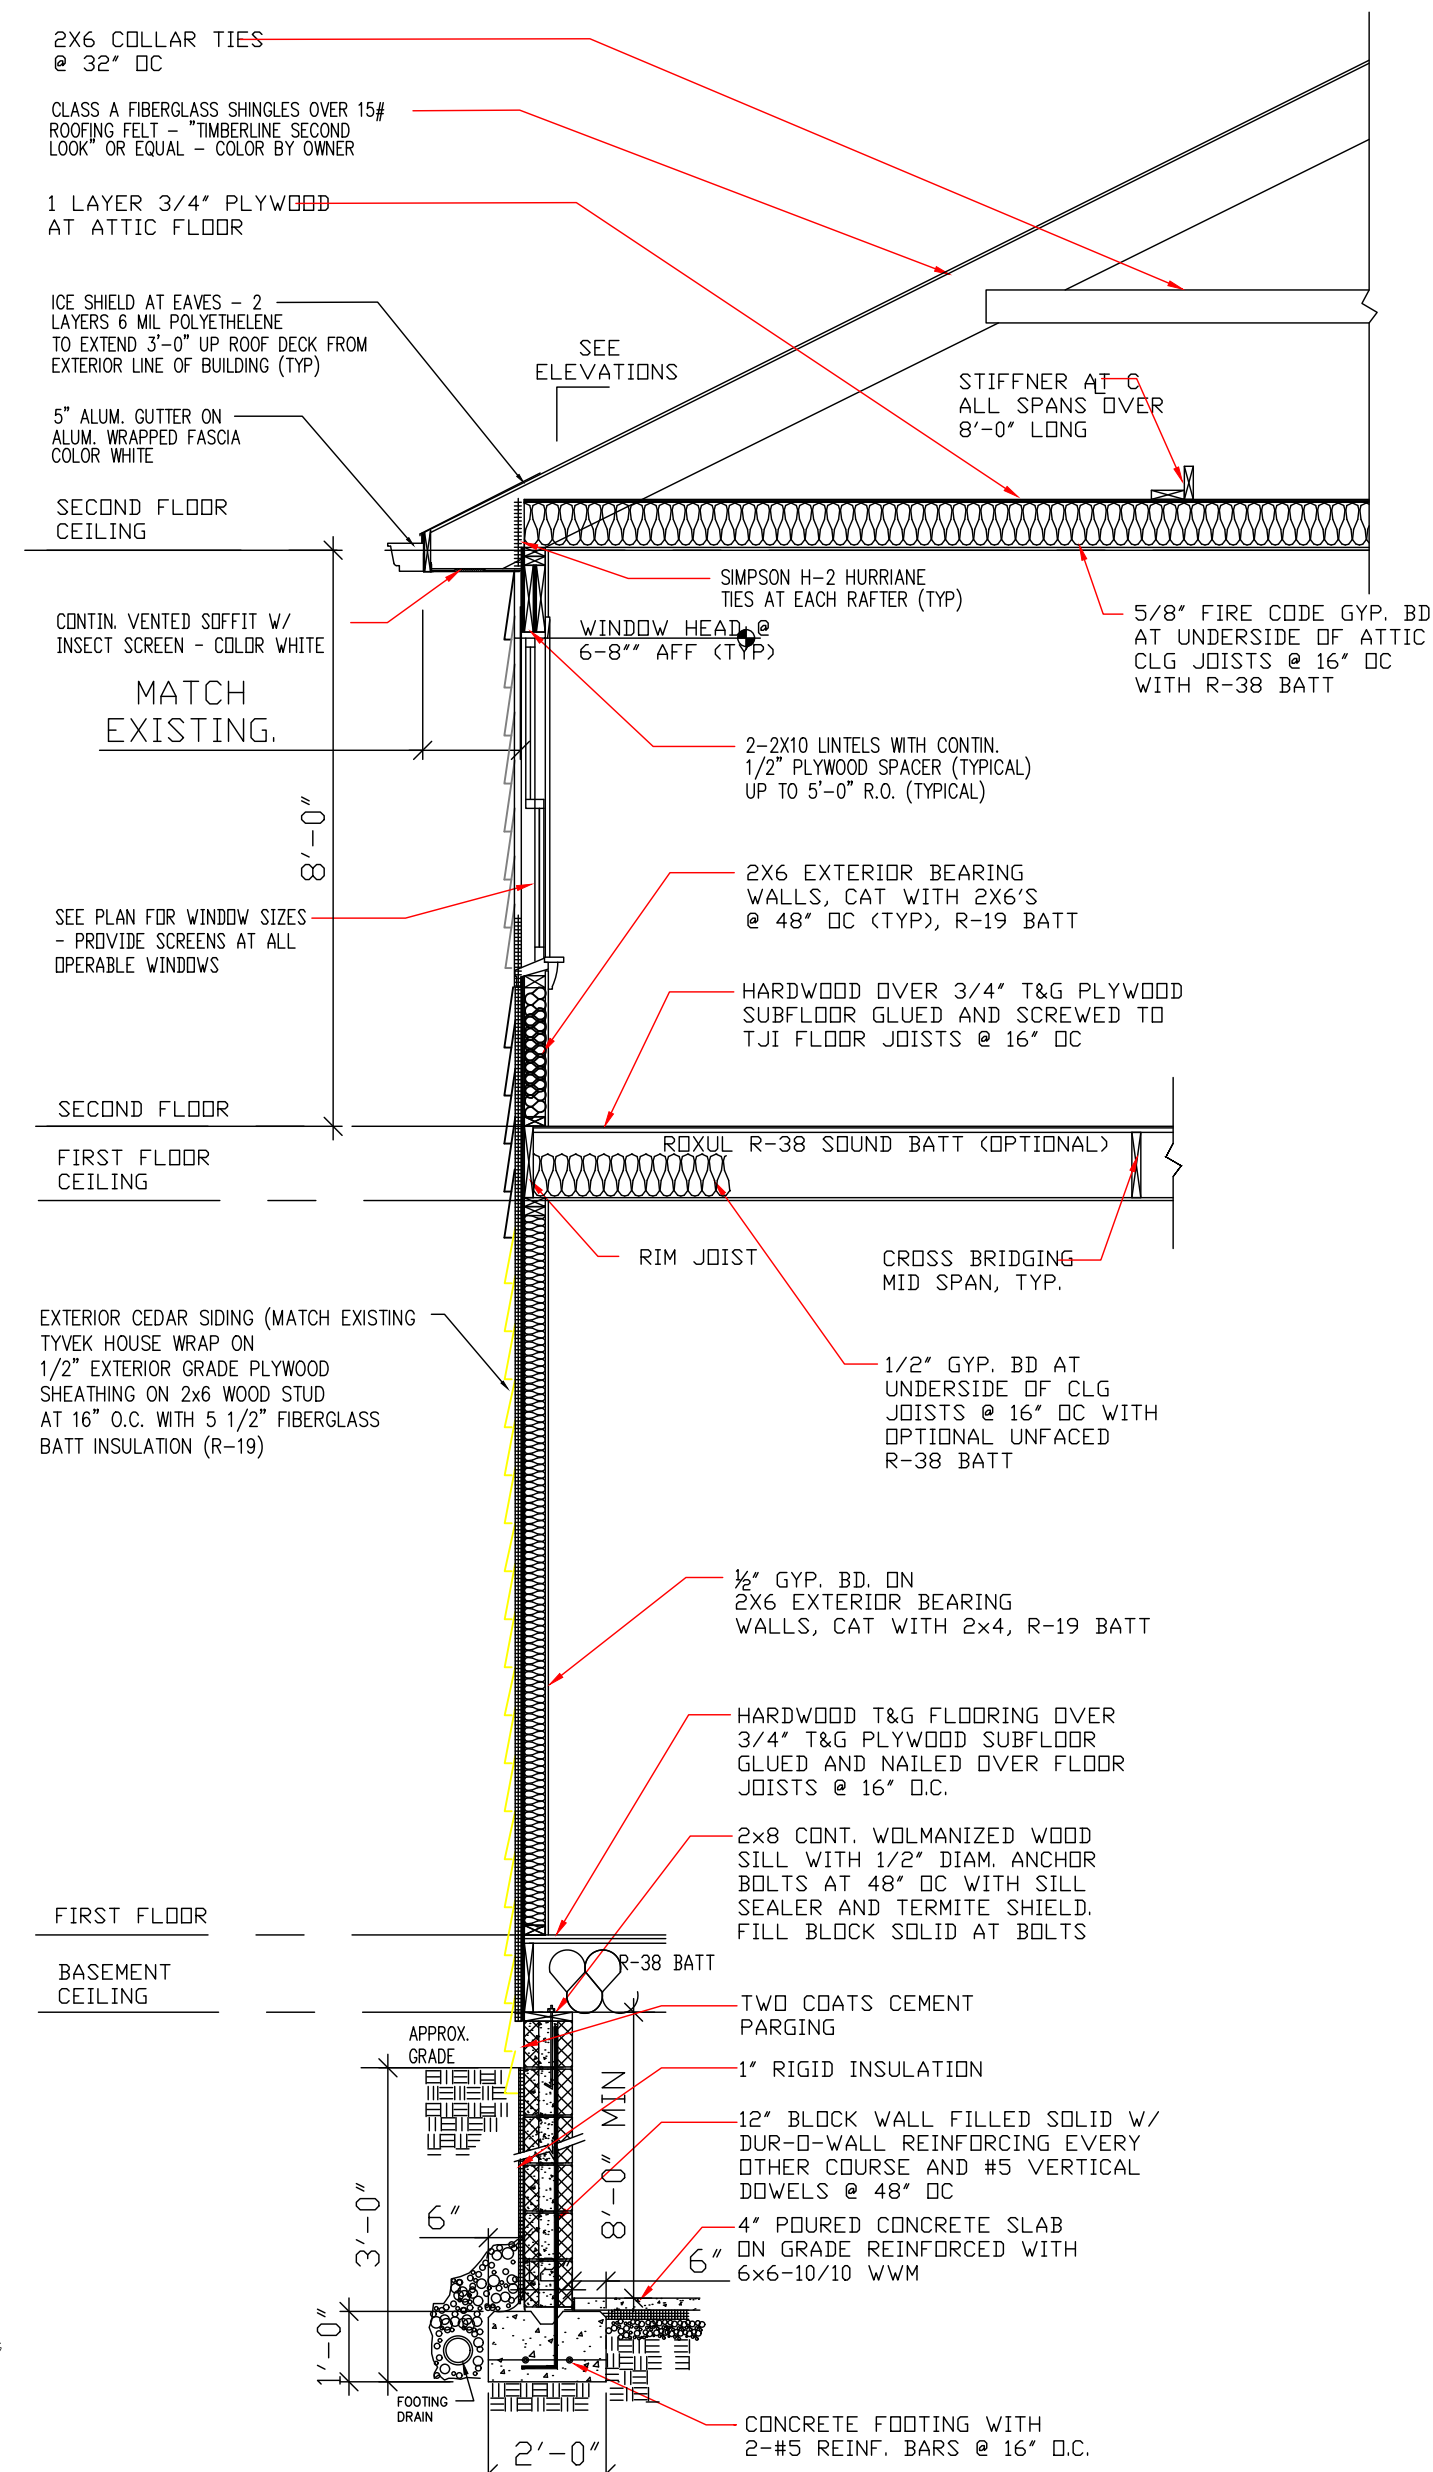 2X6 COLLAR TIES
@ 32" OC
CLASS A FIBERGLASS SHINGLES OVER 15#
ROOFING FELT - "TIMBERLINE SECOND
LOOK" OR EQUAL - COLOR BY OWNER
1 LAYER 3/4" PLYWOOD
AT ATTIC FLOOR
ICE SHIELD AT EAVES - 2
LAYERS 6 MIL POLYETHELENE
TO EXTEND 3'-0" UP ROOF DECK FROM
EXTERIOR LINE OF BUILDING (TYP)
SEE
ELEVATIONS
STIFFNER AT C
ALL SPANS OVER
8'-0" LONG
5" ALUM. GUTTER ON
ALUM. WRAPPED FASCIA
COLOR WHITE
SECOND FLOOR
CEILING
SIMPSON H-2 HURRIANE
TIES AT EACH RAFTER (TYP)
5/8" FIRE CODE GYP. BD
AT UNDERSIDE OF ATTIC
CLG JOISTS @ 16" OC
WITH R-38 BATT
CONTIN. VENTED SOFFIT W/
INSECT SCREEN - COLOR WHITE
WINDOW HEAD @
6-8"" AFF (TYP)
MATCH
EXISTING.
2-2X10 LINTELS WITH CONTIN.
1/2" PLYWOOD SPACER (TYPICAL)
UP TO 5'-0" R.O. (TYPICAL)
8'-0"
2X6 EXTERIOR BEARING
WALLS, CAT WITH 2X6'S
@ 48" OC (TYP), R-19 BATT
SEE PLAN FOR WINDOW SIZES
- PROVIDE SCREENS AT ALL
OPERABLE WINDOWS
HARDWOOD OVER 3/4" T&G PLYWOOD
SUBFLOOR GLUED AND SCREWED TO
TJI FLOOR JOISTS @ 16" OC
SECOND FLOOR
ROXUL R-38 SOUND BATT (OPTIONAL)
FIRST FLOOR
CEILING
RIM JOIST
CROSS BRIDGING
MID SPAN, TYP.
EXTERIOR CEDAR SIDING (MATCH EXISTING
TYVEK HOUSE WRAP ON
1/2" EXTERIOR GRADE PLYWOOD
SHEATHING ON 2x6 WOOD STUD
AT 16" O.C. WITH 5 1/2" FIBERGLASS
BATT INSULATION (R-19)
1/2" GYP. BD AT
UNDERSIDE OF CLG
JOISTS @ 16" OC WITH
OPTIONAL UNFACED
R-38 BATT
½" GYP. BD. ON
2X6 EXTERIOR BEARING
WALLS, CAT WITH 2x4, R-19 BATT
HARDWOOD T&G FLOORING OVER
3/4" T&G PLYWOOD SUBFLOOR
GLUED AND NAILED OVER FLOOR
JOISTS @ 16" O.C.
2x8 CONT. WOLMANIZED WOOD
SILL WITH 1/2" DIAM. ANCHOR
BOLTS AT 48" OC WITH SILL
SEALER AND TERMITE SHIELD.
FILL BLOCK SOLID AT BOLTS
FIRST FLOOR
R-38 BATT
BASEMENT
CEILING
TWO COATS CEMENT
PARGING
APPROX.
GRADE
1" RIGID INSULATION
8'-0" MIN
12" BLOCK WALL FILLED SOLID W/
DUR-O-WALL REINFORCING EVERY
OTHER COURSE AND #5 VERTICAL
DOWELS @ 48" OC
3'-0"
6"
4" POURED CONCRETE SLAB
ON GRADE REINFORCED WITH
6x6-10/10 WWM
6"
1'-0"
FOOTING
DRAIN
CONCRETE FOOTING WITH
2-#5 REINF. BARS @ 16" O.C.
2'-0"